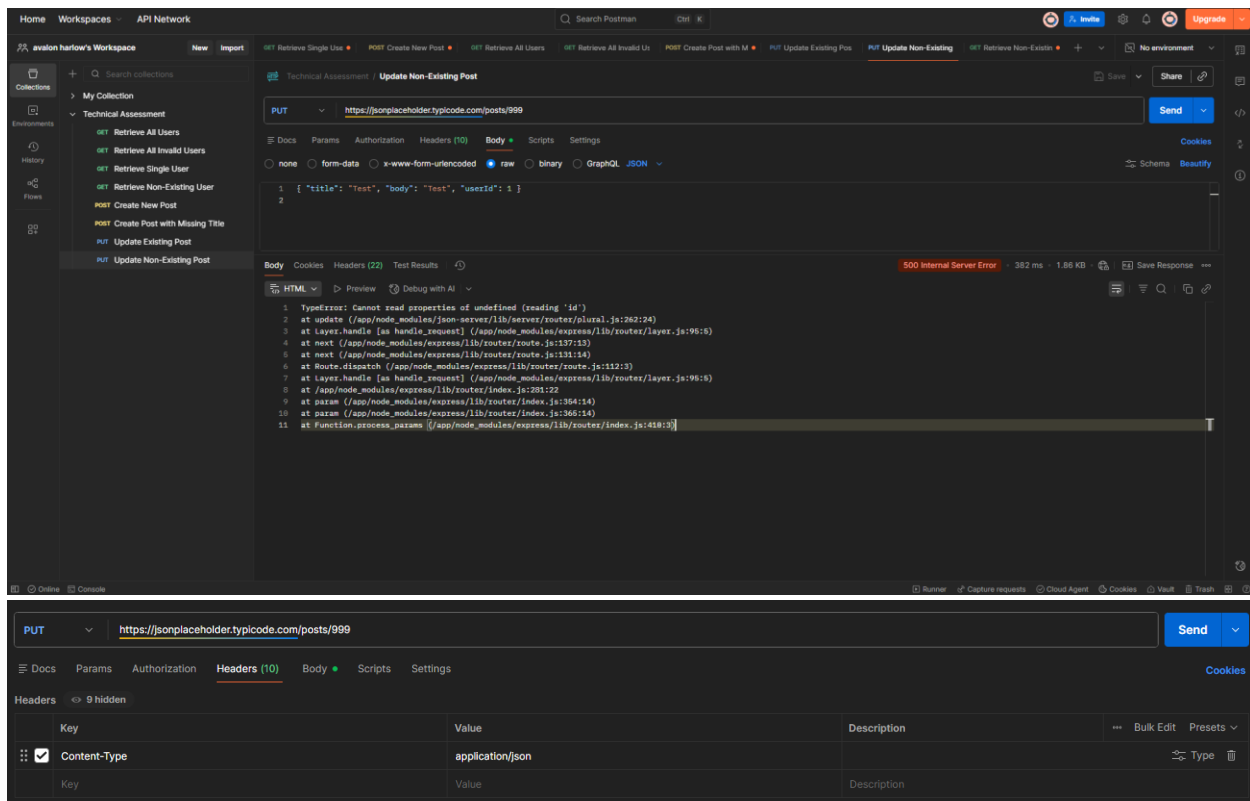 Home Workspaces API Network Search Postman Ctrl K Invite Upgrade
avalon harlow's Workspace New Import GET Retrieve Single Use POST Create New Post GET Retrieve All Users GET Retrieve All Invalid Us POST Create Post with M PUT Update Existing Pos PUT Update Non-Existing GET Retrieve Non-Existin No environment
Collections
Environments
History
Flows
Search collections
My Collection
Technical Assessment
GET Retrieve All Users
GET Retrieve All Invalid Users
GET Retrieve Single User
GET Retrieve Non-Existing User
POST Create New Post
POST Create Post with Missing Title
PUT Update Existing Post
PUT Update Non-Existing Post
Technical Assessment / Update Non-Existing Post Save Share
PUT https://jsonplaceholder.typicode.com/posts/999 Send
Docs Params Authorization Headers (10) Body Scripts Settings Cookies
none form-data x-www-form-urlencoded raw binary GraphQL JSON Schema Beautify
1 { "title": "Test", "body": "Test", "userId": 1 }
2
Body Cookies Headers (22) Test Results 500 Internal Server Error 382 ms 1.86 KB Save Response
HTML Preview Debug with AI
1 TypeError: Cannot read properties of undefined (reading 'id')
2 at update (/app/node_modules/json-server/lib/server/router/plural.js:262:24)
3 at Layer.handle [as handle_request] (/app/node_modules/express/lib/router/layer.js:95:5)
4 at next (/app/node_modules/express/lib/router/route.js:137:13)
5 at next (/app/node_modules/express/lib/router/route.js:131:14)
6 at Route.dispatch (/app/node_modules/express/lib/router/route.js:112:3)
7 at Layer.handle [as handle_request] (/app/node_modules/express/lib/router/layer.js:95:5)
8 at /app/node_modules/express/lib/router/index.js:281:22
9 at param (/app/node_modules/express/lib/router/index.js:354:14)
10 at param (/app/node_modules/express/lib/router/index.js:365:14)
11 at Function.process_params (/app/node_modules/express/lib/router/index.js:410:3)
Online Console Runner Capture requests Cloud Agent Cookies Vault Trash
PUT https://jsonplaceholder.typicode.com/posts/999 Send
Docs Params Authorization Headers (10) Body Scripts Settings Cookies
Headers 9 hidden
Key Value Description Bulk Edit Presets
Content-Type application/json Type
Key Value Description